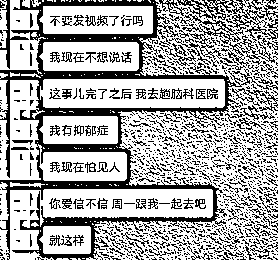 不要发视频了行吗
我现在不想说话
这事儿完了之后 我去趟脑科医院
我有抑郁症
我现在怕见人
你爱信不信 周一跟我一起去吧
就这样